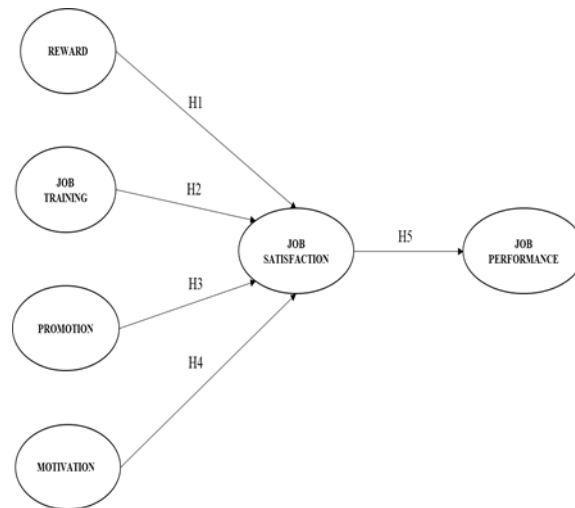 REWARD
H1
JOB
TRAINING
H2
JOB
SATISFACTION
H5
JOB
PERFORMANCE
H3
PROMOTION
H4
MOTIVATION